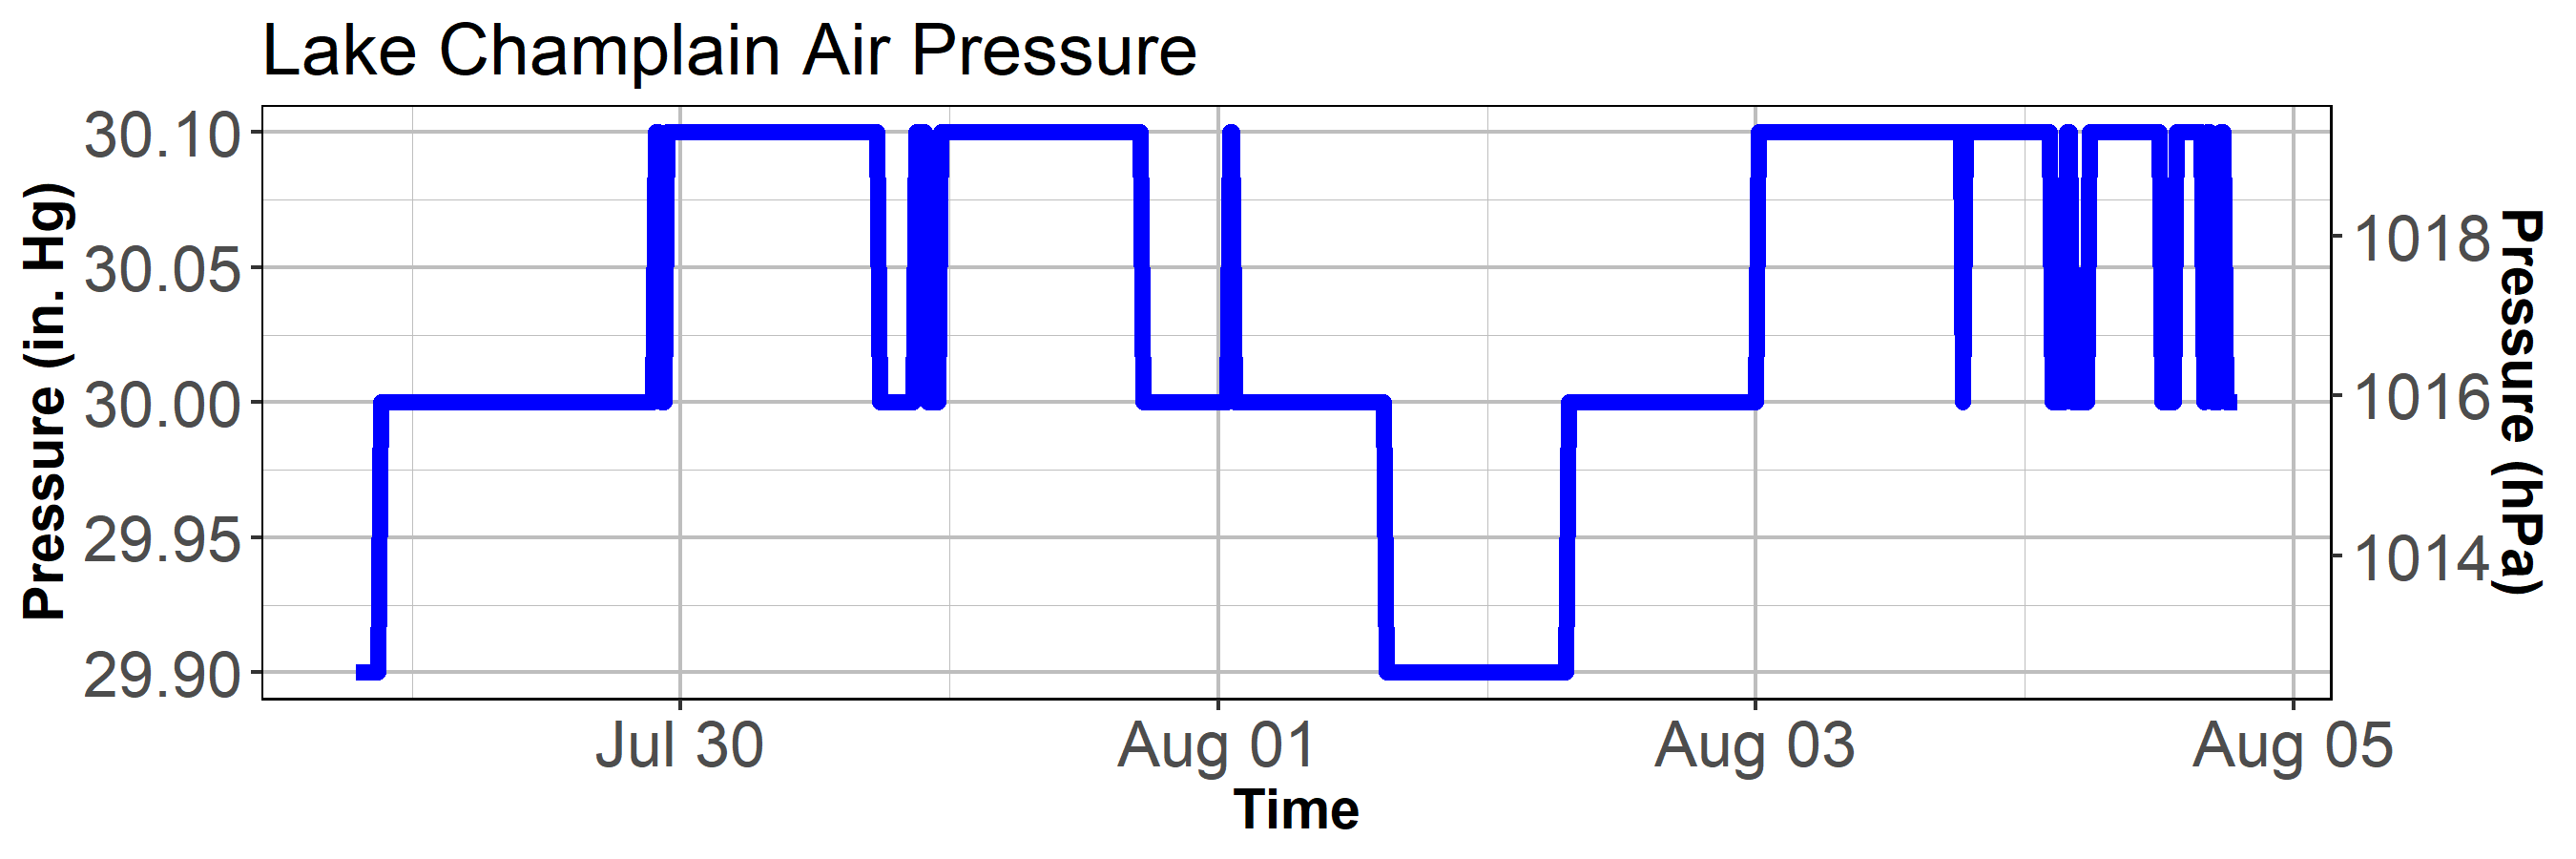 Lake Champlain Air Pressure
Pressure (in. Hg)
30.10
30.05
30.00
29.95
29.90
1018
1016
1014
Pressure (hPa)
Jul 30
Aug 01
Aug 03
Aug 05
Time